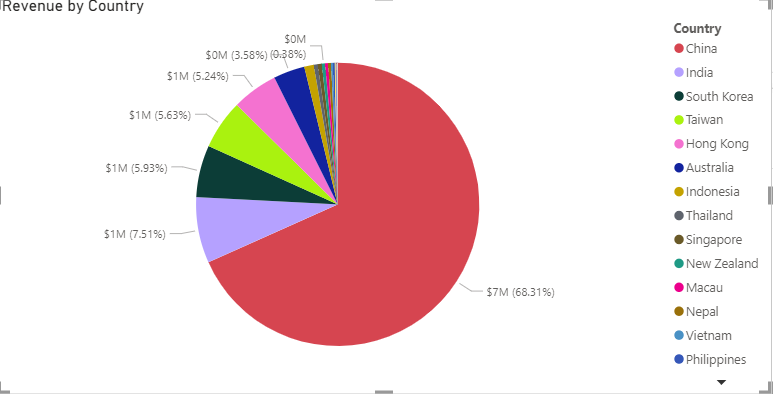 Revenue by Country
$0M
(0.38%)
$0M (3.58%)
$1M (5.24%)
$1M (5.63%)
$1M (5.93%)
$1M (7.51%)
$7M (68.31%)
Country
China
India
South Korea
Taiwan
Hong Kong
Australia
Indonesia
Thailand
Singapore
New Zealand
Macau
Nepal
Vietnam
Philippines